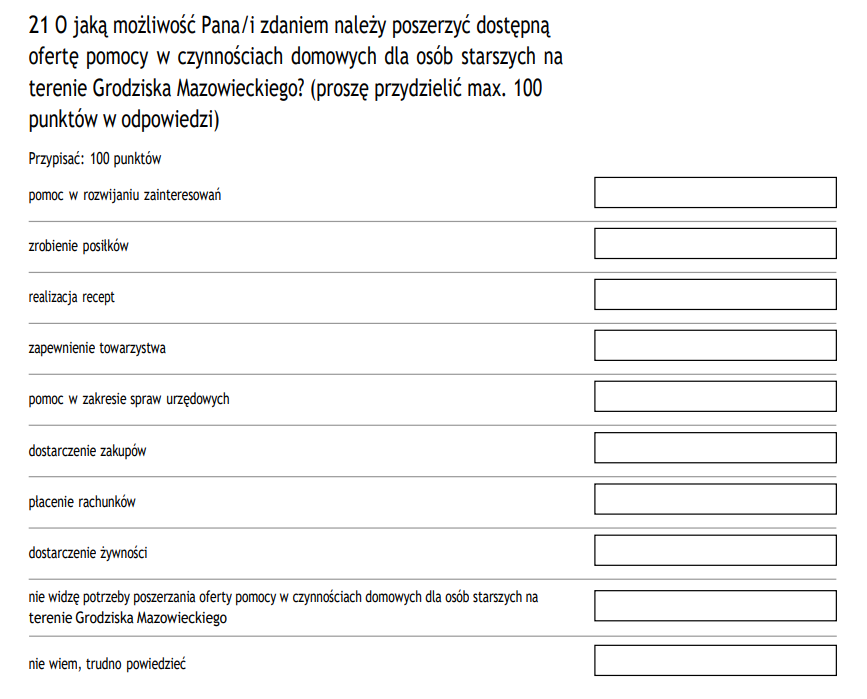 21 O jaką możliwość Pana/i zdaniem należy poszerzyć dostępną
ofertę pomocy w czynnościach domowych dla osób starszych na
terenie Grodziska Mazowieckiego? (proszę przydzielić max. 100
punktów w odpowiedzi)
Przypisać: 100 punktów
pomoc w rozwijaniu zainteresowań
zrobienie posiłków
realizacja recept
zapewnienie towarzystwa
pomoc w zakresie spraw urzędowych
dostarczenie zakupów
płacenie rachunków
dostarczenie żywności
nie widzę potrzeby poszerzania oferty pomocy w czynnościach domowych dla osób starszych na
terenie Grodziska Mazowieckiego
nie wiem, trudno powiedzieć